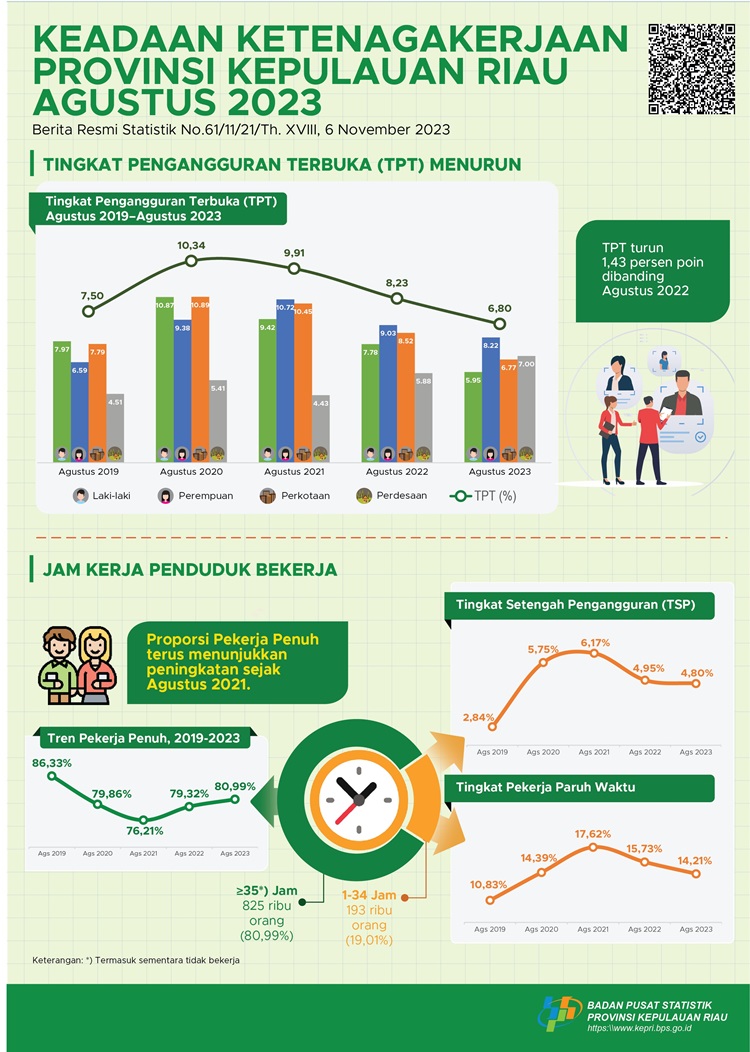 KEADAAN KETENAGAKERJAAN
PROVINSI KEPULAUAN RIAU
AGUSTUS 2023
Berita Resmi Statistik No.61/11/21/Th. XVIII, 6 November 2023
TINGKAT PENGANGGURAN TERBUKA (TPT) MENURUN
Tingkat Pengangguran Terbuka (TPT)
Agustus 2019–Agustus 2023
7,50
10,34
9,91
8,23
6,80
7.97
6.59
7.79
4.51
10.87
9.38
10.89
5.41
9.42
10.72
10.45
4.43
7.78
9.03
8.52
5.88
5.95
8.22
6.77
7.00
Agustus 2019
Agustus 2020
Agustus 2021
Agustus 2022
Agustus 2023
Laki-laki
Perempuan
Perkotaan
Perdesaan
TPT (%)
TPT turun
1,43 persen poin
dibanding
Agustus 2022
JAM KERJA PENDUDUK BEKERJA
Proporsi Pekerja Penuh
terus menunjukkan
peningkatan sejak
Agustus 2021.
Tingkat Setengah Pengangguran (TSP)
2,84%
5,75%
6,17%
4,95%
4,80%
Ags 2019
Ags 2020
Ags 2021
Ags 2022
Ags 2023
Tren Pekerja Penuh, 2019-2023
86,33%
79,86%
76,21%
79,32%
80,99%
Ags 2019
Ags 2020
Ags 2021
Ags 2022
Ags 2023
Tingkat Pekerja Paruh Waktu
10,83%
14,39%
17,62%
15,73%
14,21%
Ags 2019
Ags 2020
Ags 2021
Ags 2022
Ags 2023
≥35*) Jam
825 ribu
orang
(80,99%)
1-34 Jam
193 ribu
orang
(19,01%)
Keterangan: *) Termasuk sementara tidak bekerja
BADAN PUSAT STATISTIK
PROVINSI KEPULAUAN RIAU
https:\\www.kepri.bps.go.id